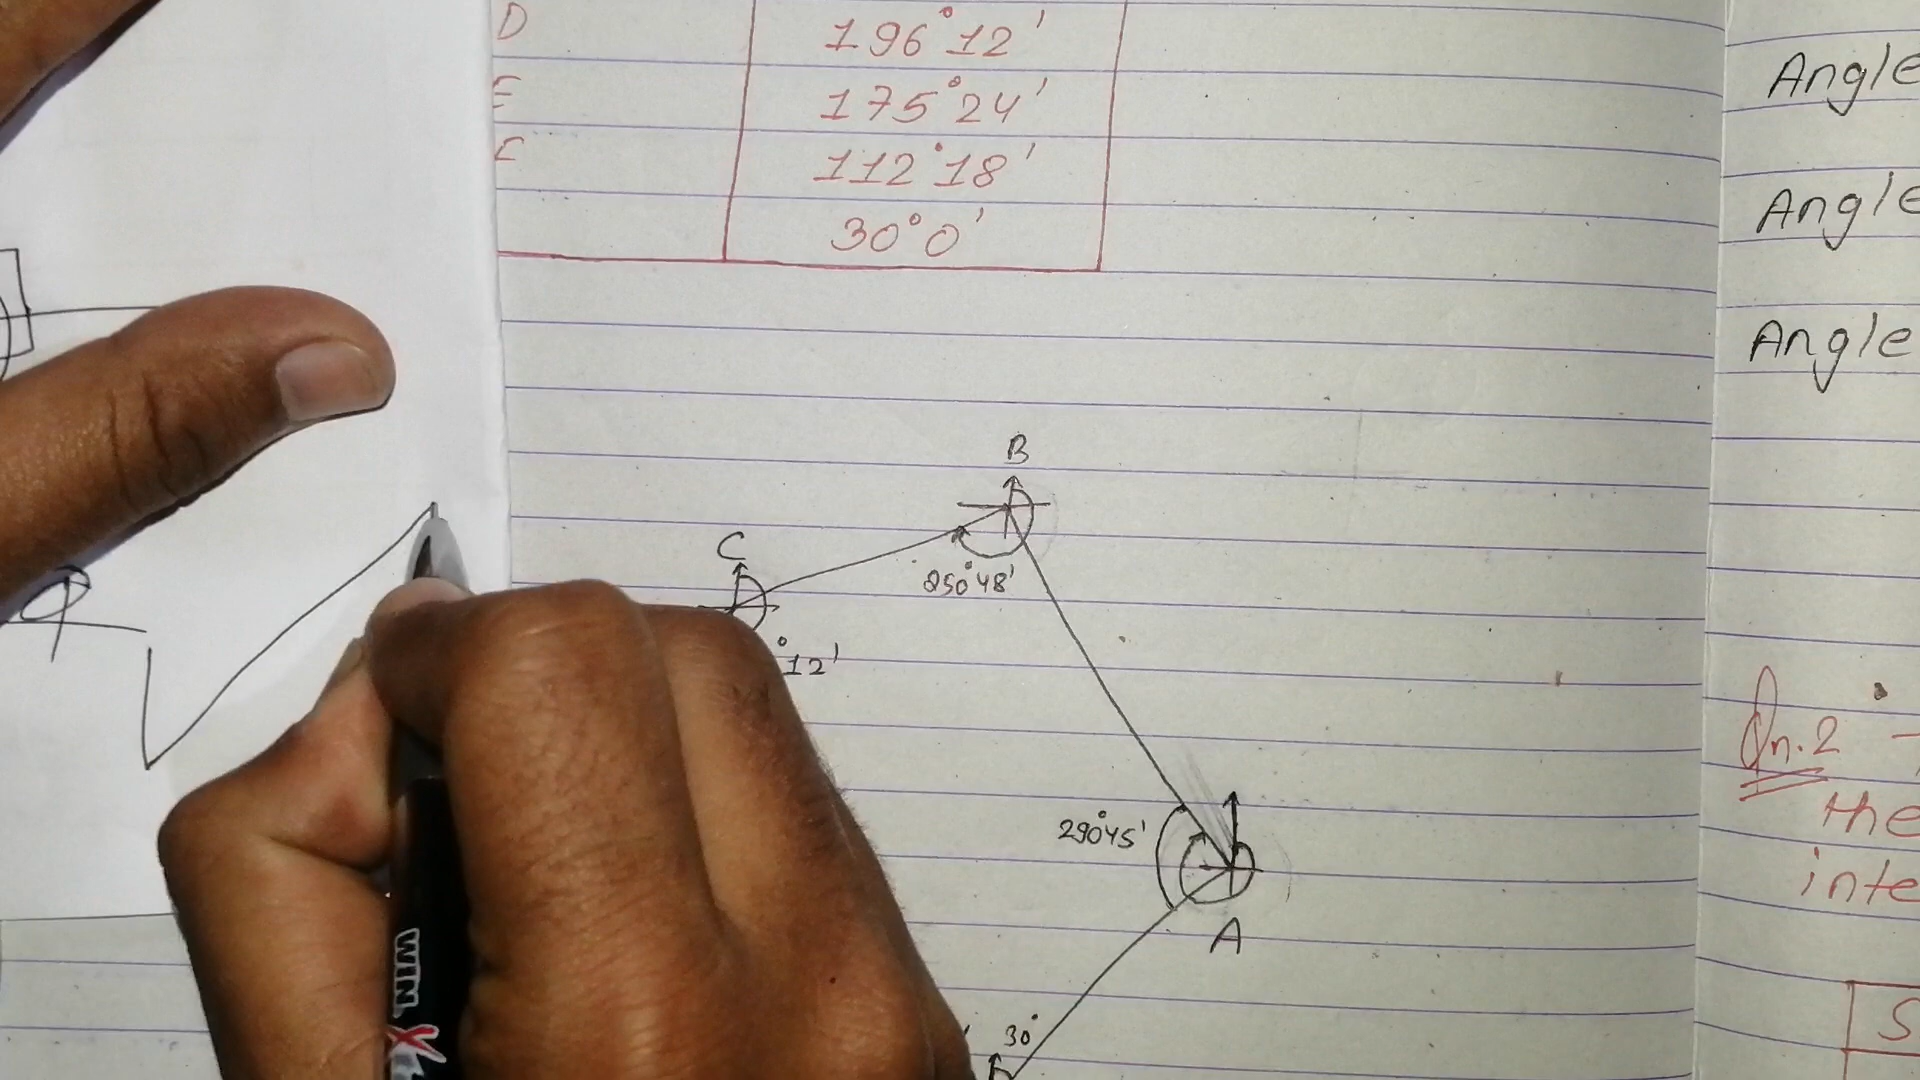 D 196°12'
E 175°24'
112°18'
30°0'
Angle
Angle
Angle
B
C
250°48'
°12'
Qn.2
the
290°45'
inte
A
30°
S
WIN